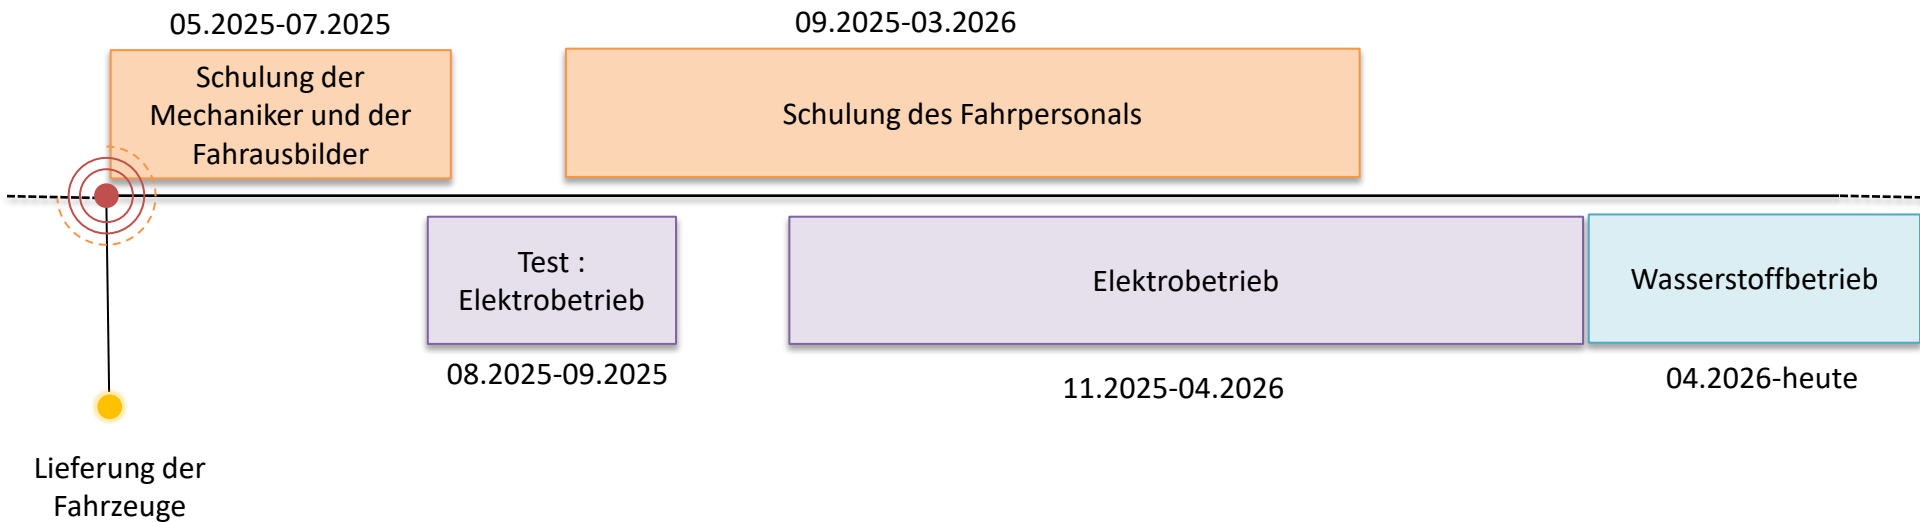 05.2025-07.2025
Schulung der
Mechaniker und der
Fahrausbilder
09.2025-03.2026
Schulung des Fahrpersonals
Test :
Elektrobetrieb
08.2025-09.2025
Elektrobetrieb
11.2025-04.2026
Wasserstoffbetrieb
04.2026-heute
Lieferung der
Fahrzeuge